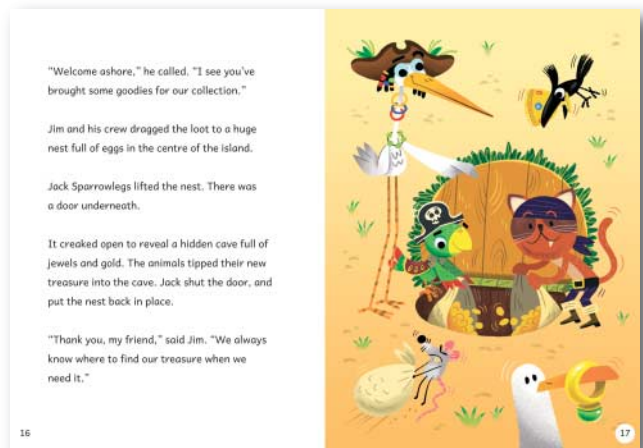 "Welcome ashore," he called. "I see you've
brought some goodies for our collection."
Jim and his crew dragged the loot to a huge
nest full of eggs in the centre of the island.
Jack Sparrowlegs lifted the nest. There was
a door underneath.
It creaked open to reveal a hidden cave full of
jewels and gold. The animals tipped their new
treasure into the cave. Jack shut the door, and
put the nest back in place.
"Thank you, my friend," said Jim. "We always
know where to find our treasure when we
need it."
16
17